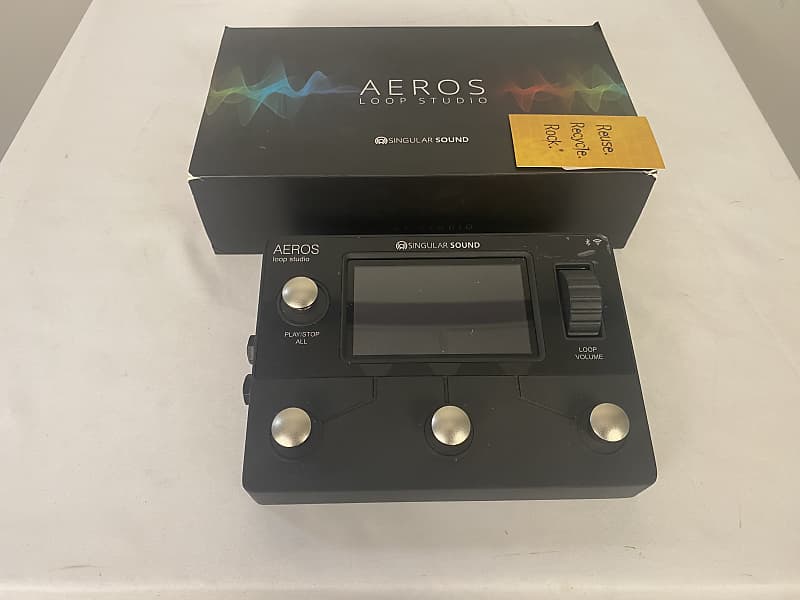 AEROS
LOOP STUDIO
SINGULAR SOUND
Reuse.
Recycle.
Rock.
AEROS
loop studio
SINGULAR SOUND
PLAY/STOP
ALL
LOOP
VOLUME